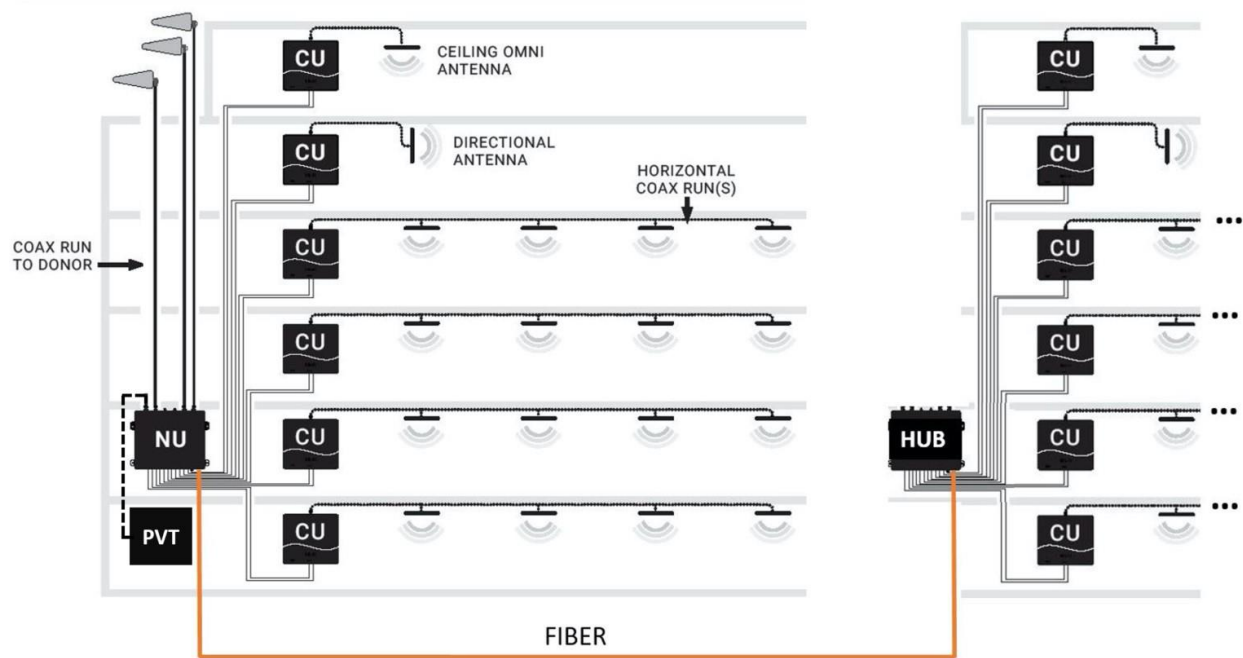 CU
CEILING OMNI
ANTENNA
CU
CU
DIRECTIONAL
ANTENNA
CU
HORIZONTAL
COAX RUN(S)
COAX RUN
TO DONOR
CU
CU
...
CU
CU
...
NU
CU
HUB
CU
...
PVT
CU
CU
...
FIBER